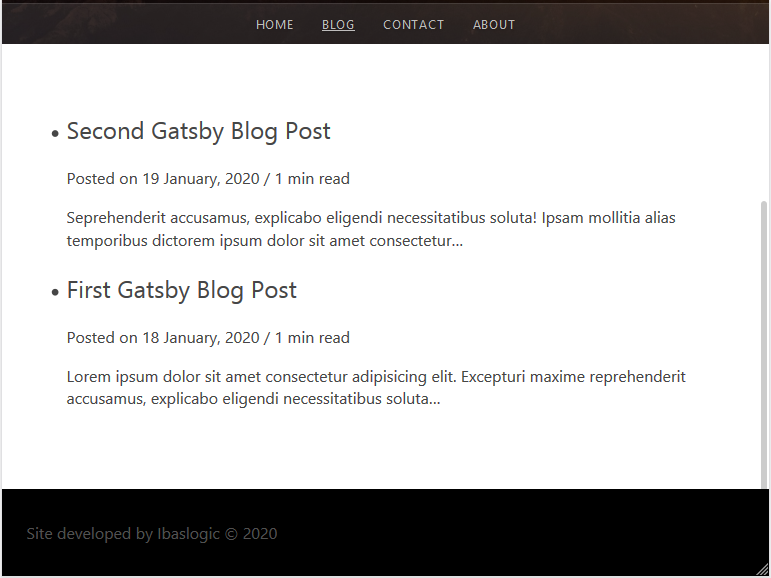 HOME BLOG CONTACT ABOUT
• Second Gatsby Blog Post
Posted on 19 January, 2020 / 1 min read
Seprehenderit accusamus, explicabo eligendi necessitatibus soluta! Ipsam mollitia alias
temporibus dictorem ipsum dolor sit amet consectetur...
• First Gatsby Blog Post
Posted on 18 January, 2020 / 1 min read
Lorem ipsum dolor sit amet consectetur adipisicing elit. Excepturi maxime reprehenderit
accusamus, explicabo eligendi necessitatibus soluta...
Site developed by Ibaslogic © 2020